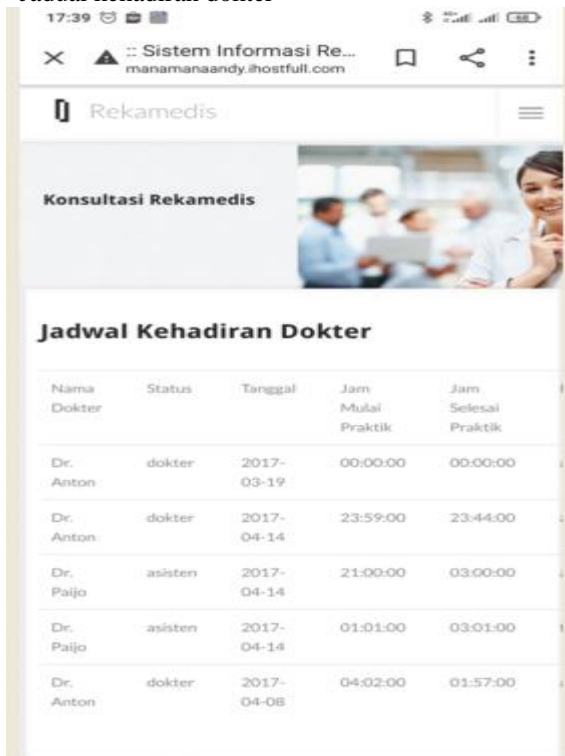 17:39
:: Sistem Informasi Re...
manamanaandy.ihostfull.com
Rekamedis
Konsultasi Rekamedis
Jadwal Kehadiran Dokter
Nama Dokter Status Tanggal Jam Mulai Praktik Jam Selesai Praktik
Dr. Anton dokter 2017-03-19 00:00:00 00:00:00
Dr. Anton dokter 2017-04-14 23:59:00 23:44:00
Dr. Paijo asisten 2017-04-14 21:00:00 03:00:00
Dr. Paijo asisten 2017-04-14 01:01:00 03:01:00
Dr. Anton dokter 2017-04-08 04:02:00 01:57:00